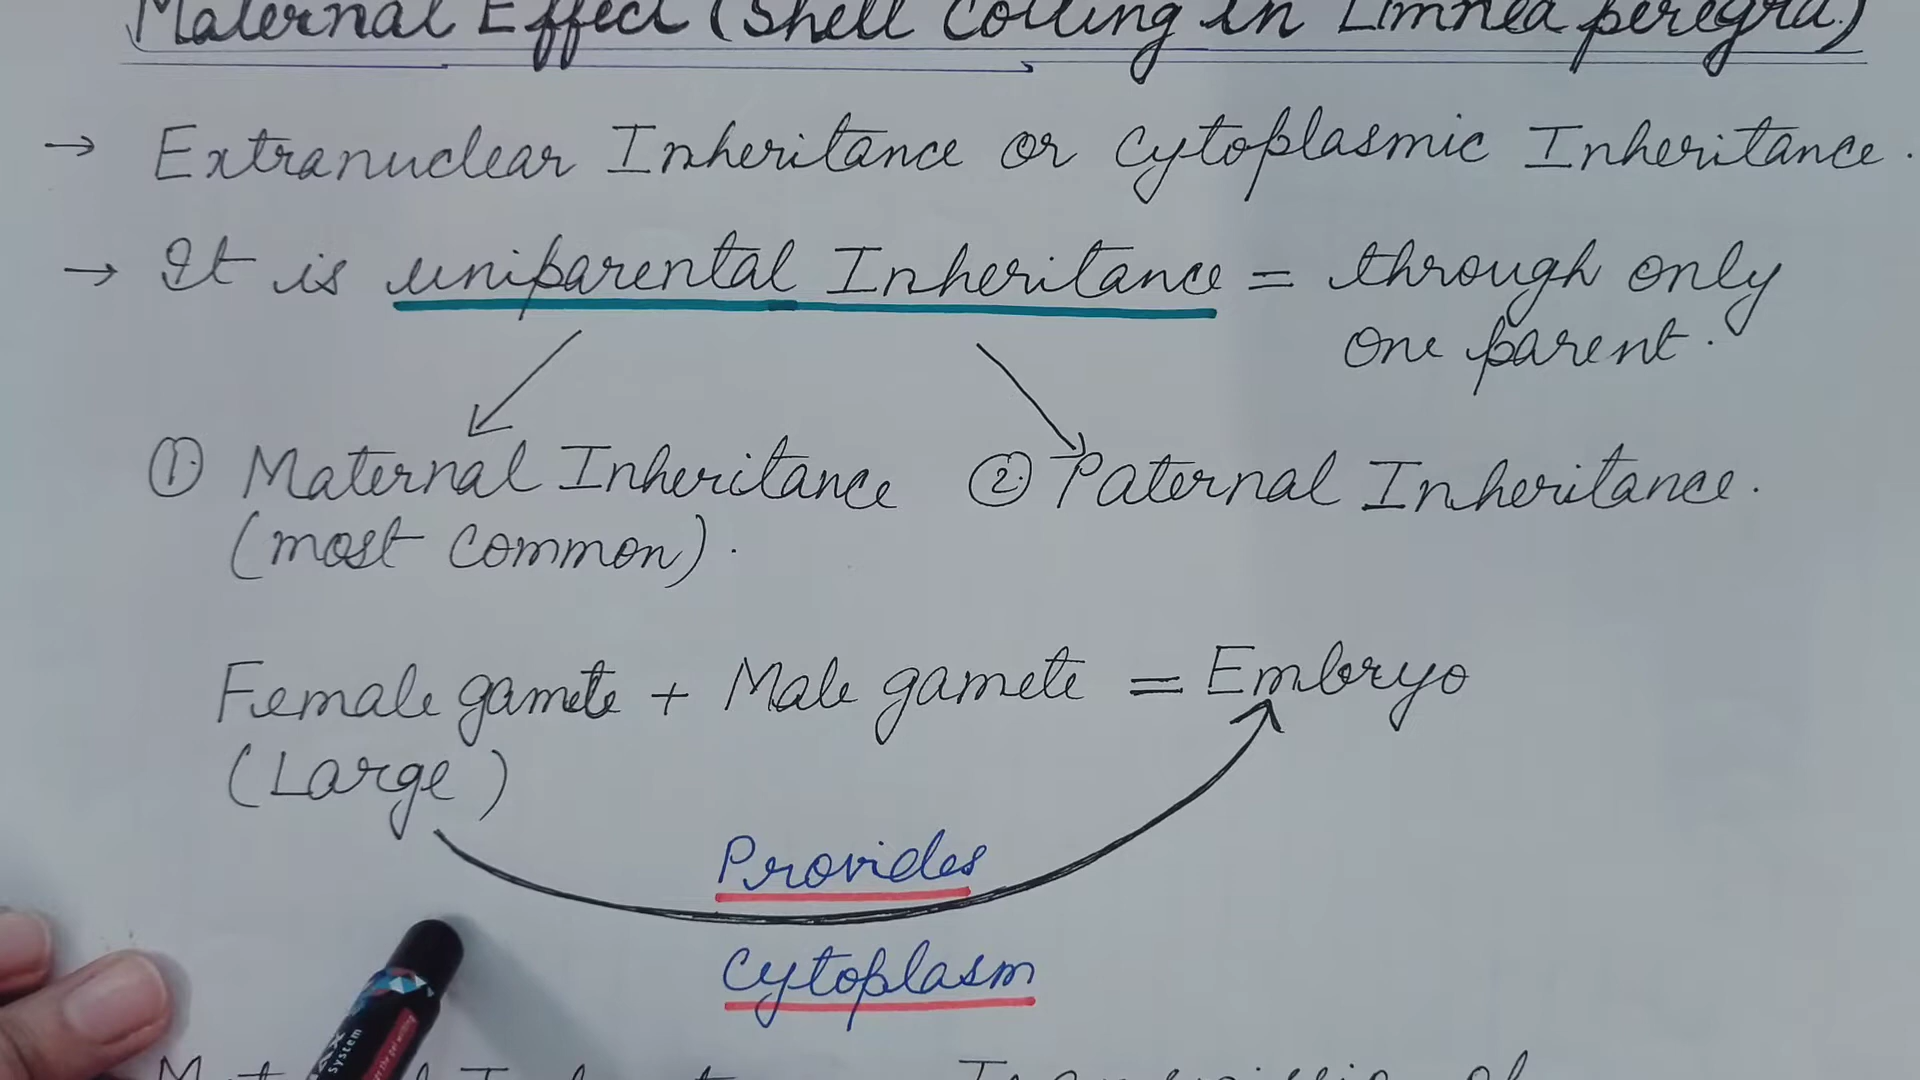 Maternal Effect (Shell Coiling in Limnea peregra)
→ Extranuclear Inheritance or Cytoplasmic Inheritance.
→ It is uniparental Inheritance = through only
one parent.
① Maternal Inheritance ② Paternal Inheritance.
(most common).
Female gamete + Male gamete = Embryo
(Large)
Provides
Cytoplasm
System